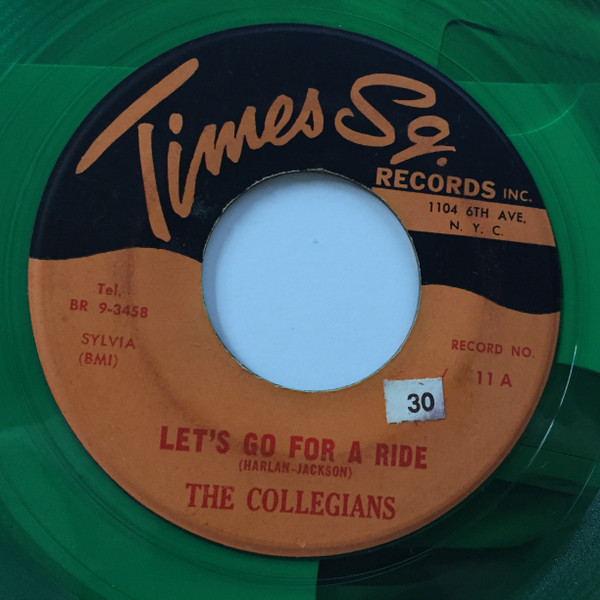 Times Sq.
RECORDS INC.
1104 6TH AVE.
N. Y. C.
Tel.
BR 9-3458
SYLVIA
(BMI)
RECORD NO.
11 A
30
LET'S GO FOR A RIDE
(HARLAN-JACKSON)
THE COLLEGIANS